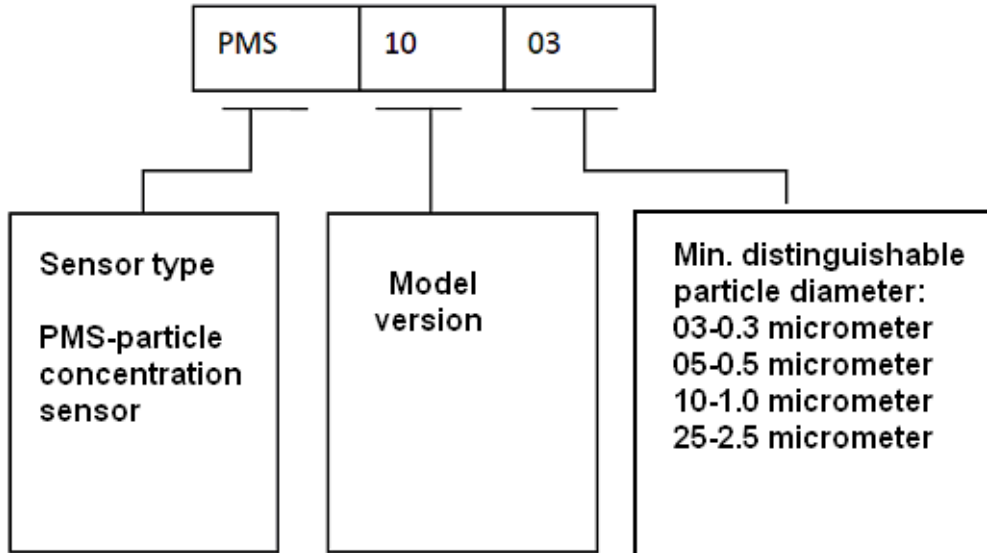 PMS 10 03
Sensor type
PMS-particle
concentration
sensor
Model
version
Min. distinguishable
particle diameter:
03-0.3 micrometer
05-0.5 micrometer
10-1.0 micrometer
25-2.5 micrometer